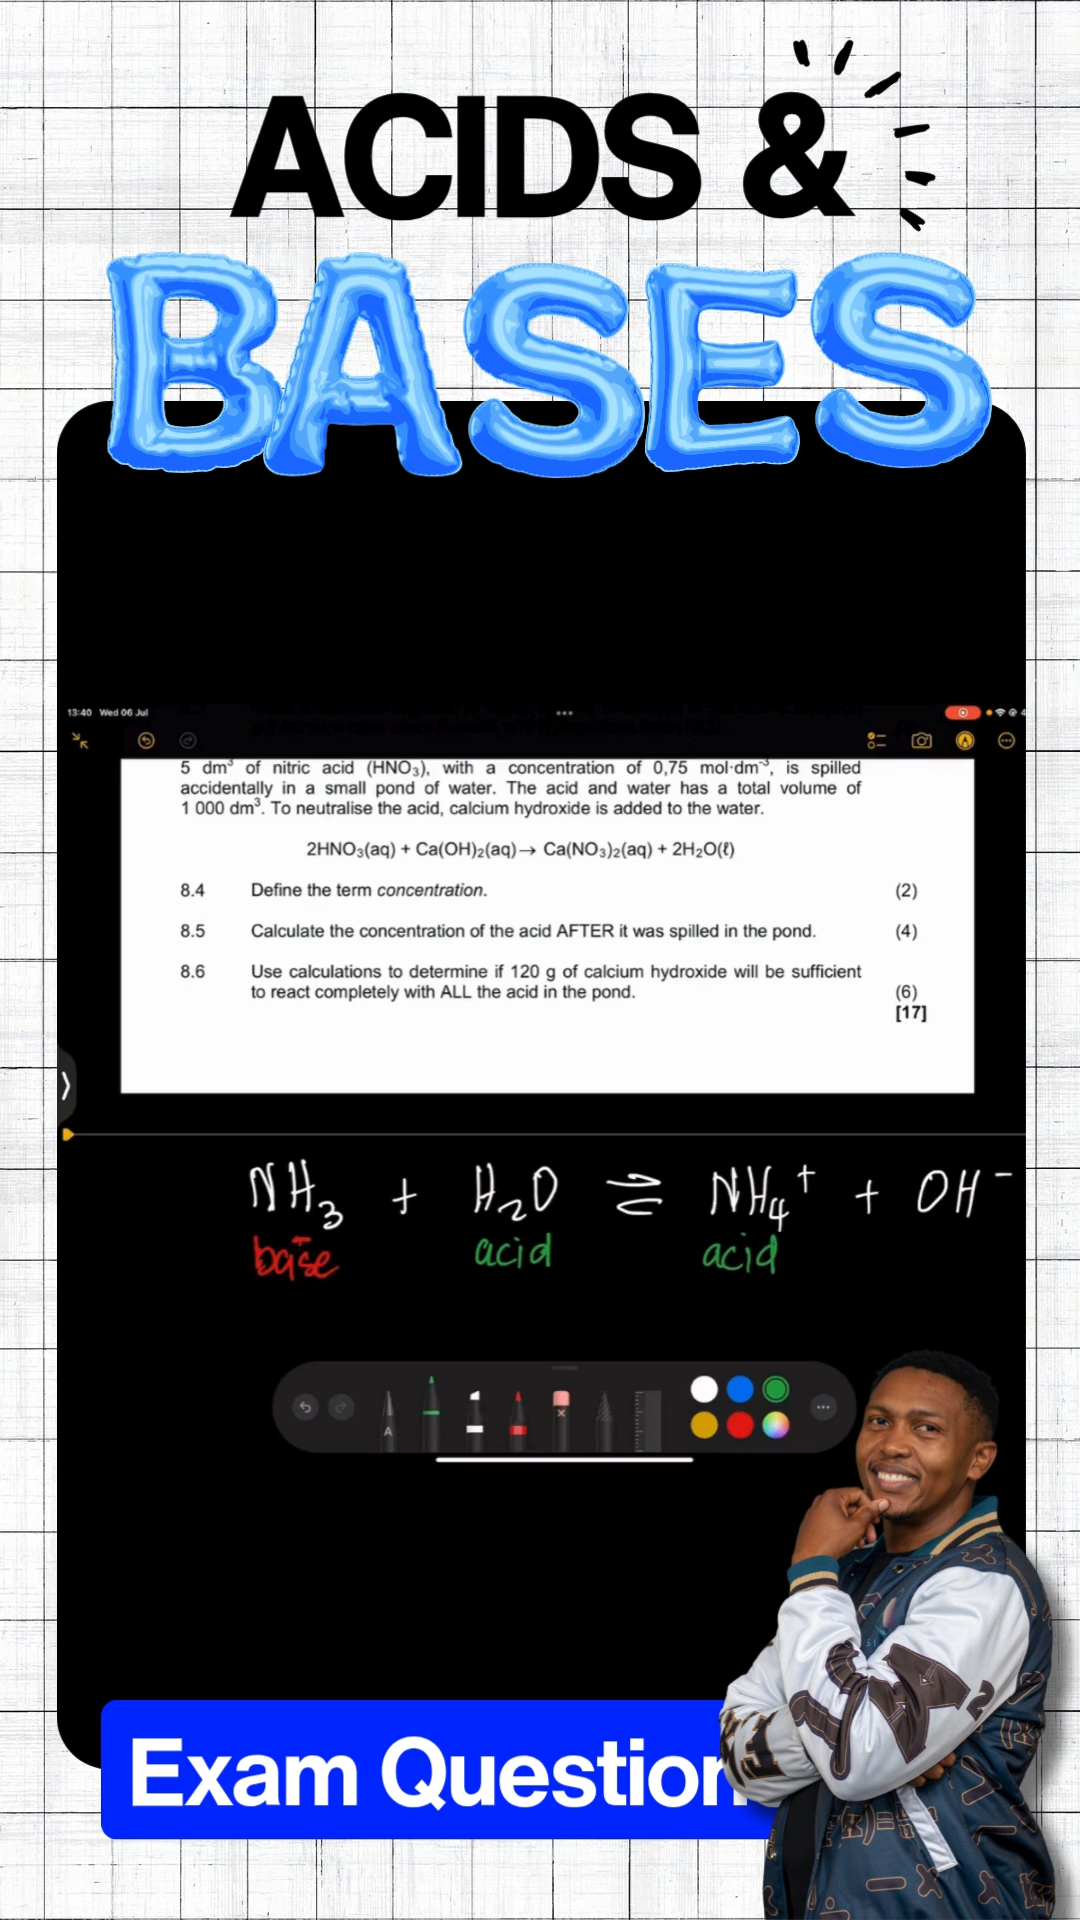 ACIDS &
BASES
13:40 Wed 06 Jul
5 dm³ of nitric acid (HNO₃), with a concentration of 0,75 mol·dm⁻³, is spilled
accidentally in a small pond of water. The acid and water has a total volume of
1 000 dm³. To neutralise the acid, calcium hydroxide is added to the water.
2HNO₃(aq) + Ca(OH)₂(aq) → Ca(NO₃)₂(aq) + 2H₂O(ℓ)
8.4 Define the term concentration. (2)
8.5 Calculate the concentration of the acid AFTER it was spilled in the pond. (4)
8.6 Use calculations to determine if 120 g of calcium hydroxide will be sufficient
to react completely with ALL the acid in the pond. (6)
[17]
NH₃ + H₂O ⇌ NH₄⁺ + OH⁻
base acid acid
A
Exam Question